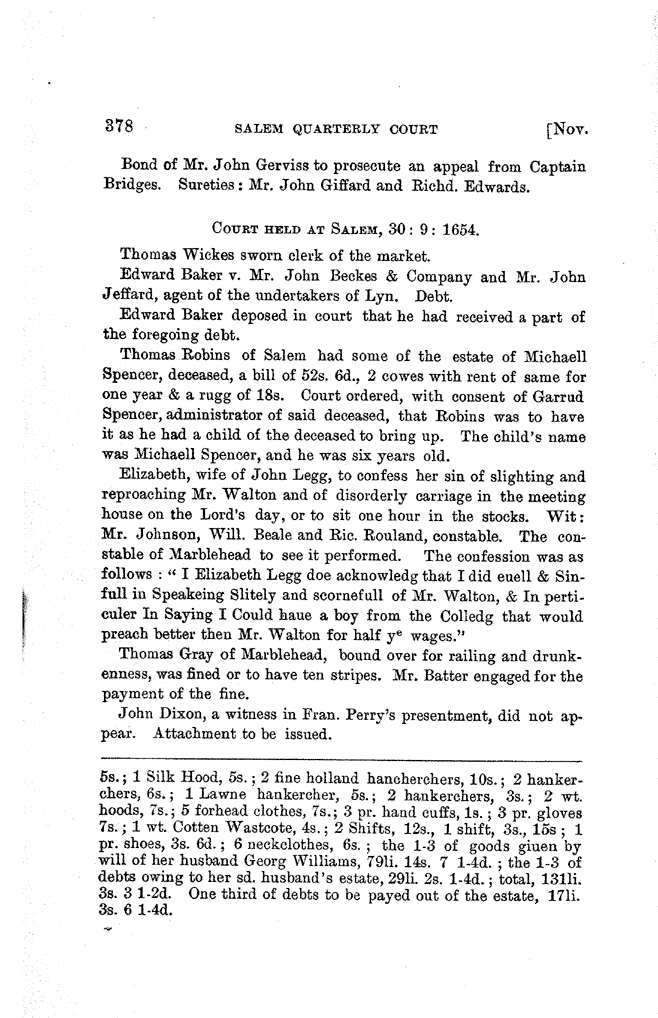 378 SALEM QUARTERLY COURT [Nov.
Bond of Mr. John Gerviss to prosecute an appeal from Captain
Bridges. Sureties: Mr. John Giffard and Richd. Edwards.
COURT HELD AT SALEM, 30: 9: 1654.
Thomas Wickes sworn clerk of the market.
Edward Baker v. Mr. John Beckes & Company and Mr. John
Jeffard, agent of the undertakers of Lyn. Debt.
Edward Baker deposed in court that he had received a part of
the foregoing debt.
Thomas Robins of Salem had some of the estate of Michaell
Spencer, deceased, a bill of 52s. 6d., 2 cowes with rent of same for
one year & a rugg of 18s. Court ordered, with consent of Garrud
Spencer, administrator of said deceased, that Robins was to have
it as he had a child of the deceased to bring up. The child's name
was Michaell Spencer, and he was six years old.
Elizabeth, wife of John Legg, to confess her sin of slighting and
reproaching Mr. Walton and of disorderly carriage in the meeting
house on the Lord's day, or to sit one hour in the stocks. Wit:
Mr. Johnson, Will. Beale and Ric. Rouland, constable. The con-
stable of Marblehead to see it performed. The confession was as
follows : “ I Elizabeth Legg doe acknowledg that I did euell & Sin-
full in Speakeing Slitely and scornefull of Mr. Walton, & In perti-
culer In Saying I Could haue a boy from the Colledg that would
preach better then Mr. Walton for half yᵉ wages.”
Thomas Gray of Marblehead, bound over for railing and drunk-
enness, was fined or to have ten stripes. Mr. Batter engaged for the
payment of the fine.
John Dixon, a witness in Fran. Perry's presentment, did not ap-
pear. Attachment to be issued.
5s.; 1 Silk Hood, 5s.; 2 fine holland hancherchers, 10s.; 2 hanker-
chers, 6s.; 1 Lawne hankercher, 5s.; 2 hankerchers, 3s.; 2 wt.
hoods, 7s.; 5 forhead clothes, 7s.; 3 pr. hand cuffs, 1s.; 3 pr. gloves
7s.; 1 wt. Cotten Wastcote, 4s.; 2 Shifts, 12s., 1 shift, 3s., 15s; 1
pr. shoes, 3s. 6d.; 6 neckclothes, 6s.; the 1-3 of goods giuen by
will of her husband Georg Williams, 79li. 14s. 7 1-4d.; the 1-3 of
debts owing to her sd. husband's estate, 29li. 2s. 1-4d.; total, 131li.
3s. 3 1-2d. One third of debts to be payed out of the estate, 17li.
3s. 6 1-4d.